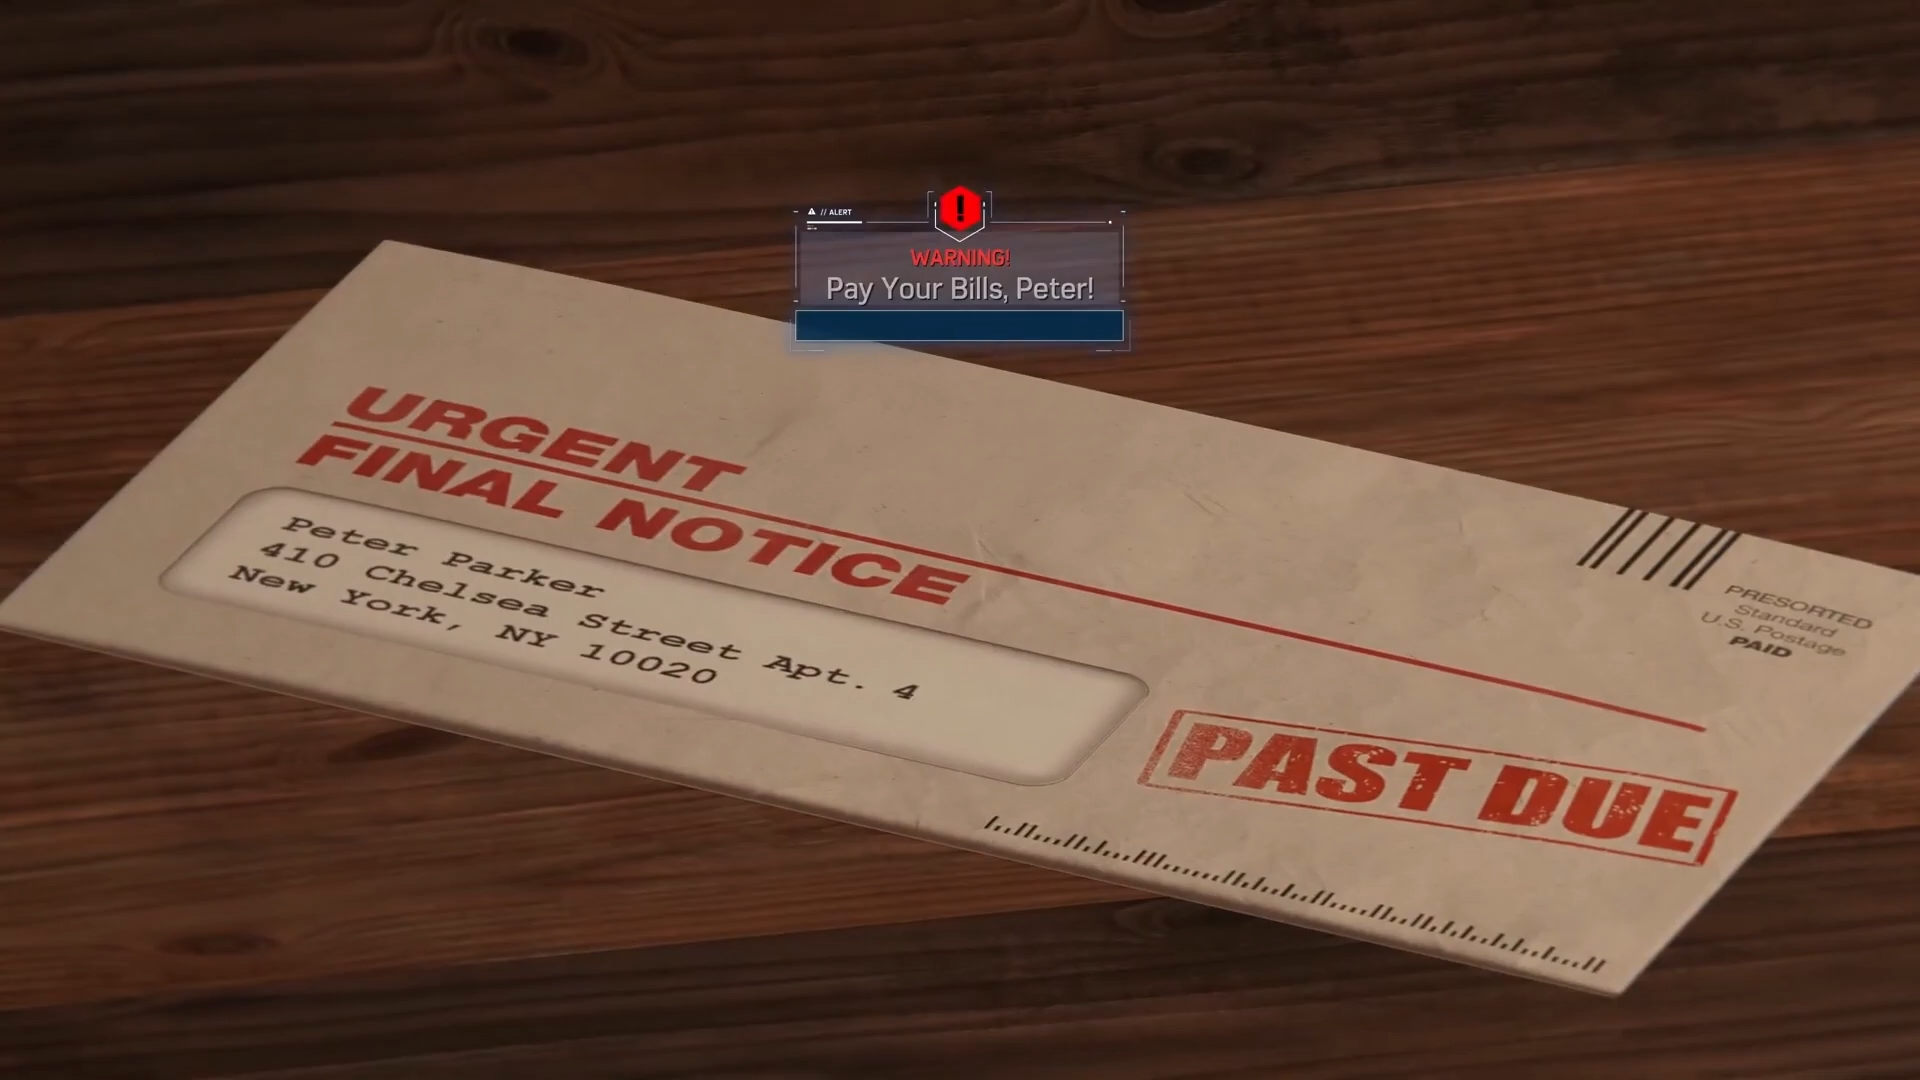 // ALERT
WARNING!
Pay Your Bills, Peter!
URGENT
FINAL NOTICE
Peter Parker
410 Chelsea Street Apt. 4
New York, NY 10020
PRESORTED
Standard
U.S. Postage
PAID
PAST DUE